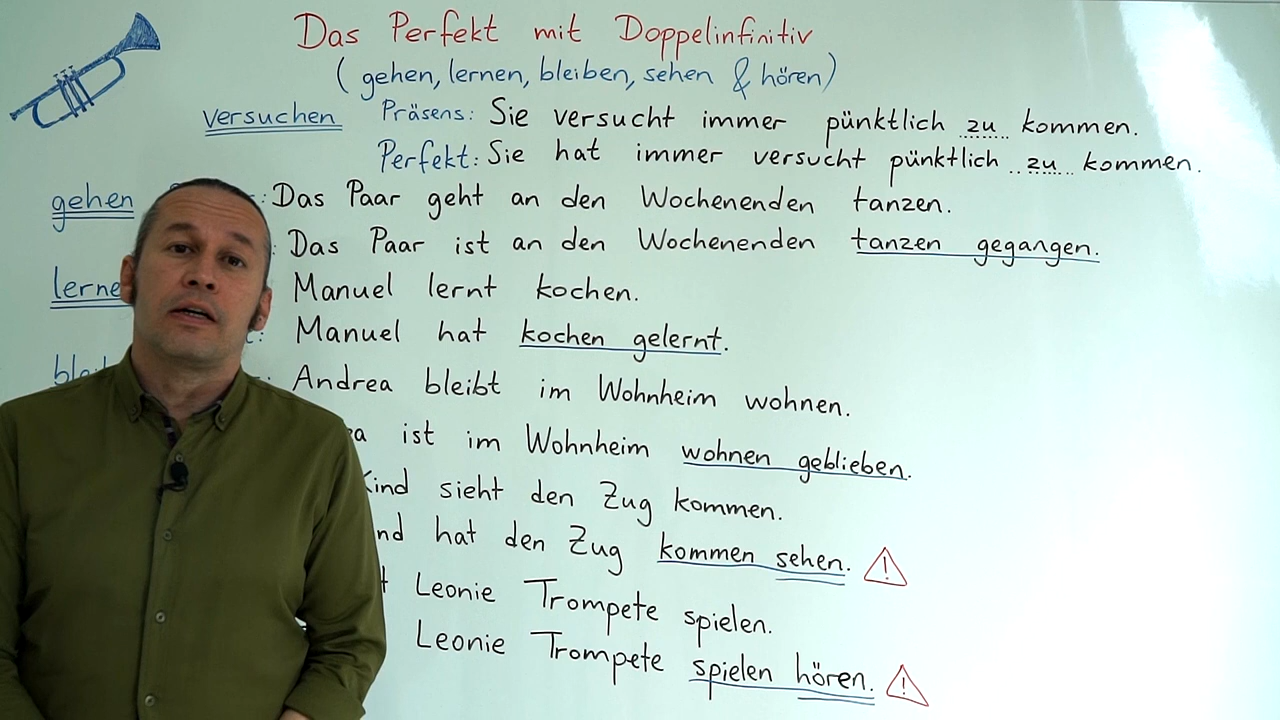 Das Perfekt mit Doppelinfinitiv
(gehen, lernen, bleiben, sehen & hören)
versuchen Präsens: Sie versucht immer pünktlich zu kommen.
Perfekt: Sie hat immer versucht pünktlich zu kommen.
gehen : Das Paar geht an den Wochenenden tanzen.
: Das Paar ist an den Wochenenden tanzen gegangen.
lerne Manuel lernt kochen.
t: Manuel hat kochen gelernt.
: Andrea bleibt im Wohnheim wohnen.
ea ist im Wohnheim wohnen geblieben.
Kind sieht den Zug kommen.
nd hat den Zug kommen sehen. !
t Leonie Trompete spielen.
Leonie Trompete spielen hören. !